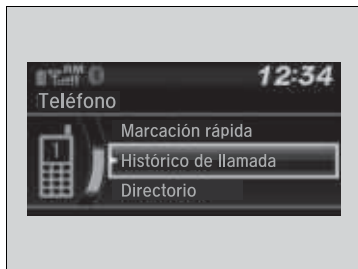 12:34
Teléfono
Marcación rápida
Histórico de llamada
Directorio